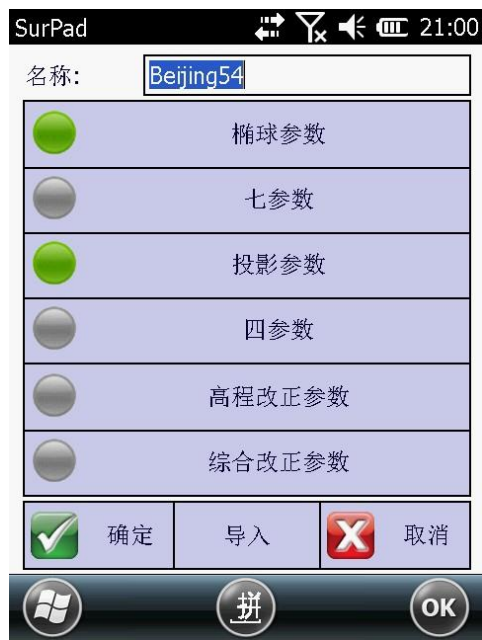 SurPad 21:00
名称: Beijing54
椭球参数
七参数
投影参数
四参数
高程改正参数
综合改正参数
确定 导入 取消
拼 OK